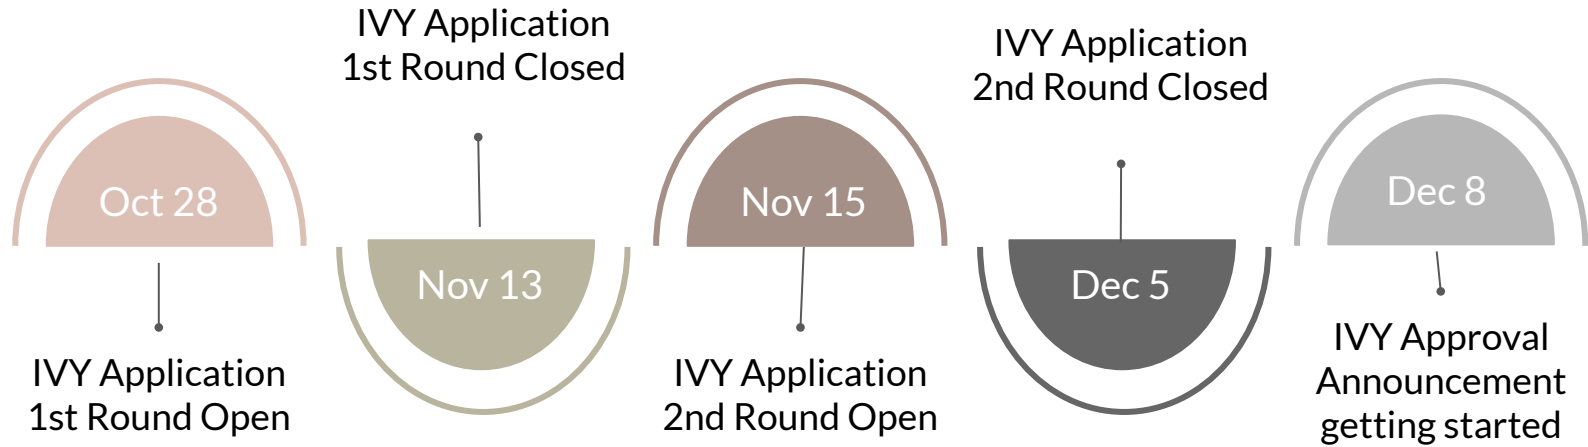 Oct 28
IVY Application
1st Round Open
IVY Application
1st Round Closed
Nov 13
Nov 15
IVY Application
2nd Round Open
IVY Application
2nd Round Closed
Dec 5
Dec 8
IVY Approval
Announcement
getting started